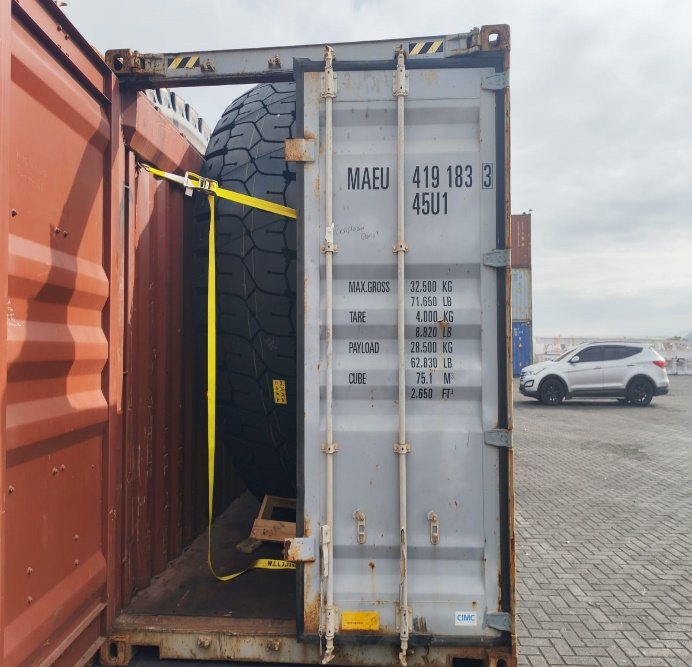 MAEU 419 183 3
45U1
MAX.GROSS 32.500 KG
71.650 LB
TARE 4.000 KG
8.820 LB
PAYLOAD 28.500 KG
62.830 LB
CUBE 75.1 M³
2.650 FT³
CIMC